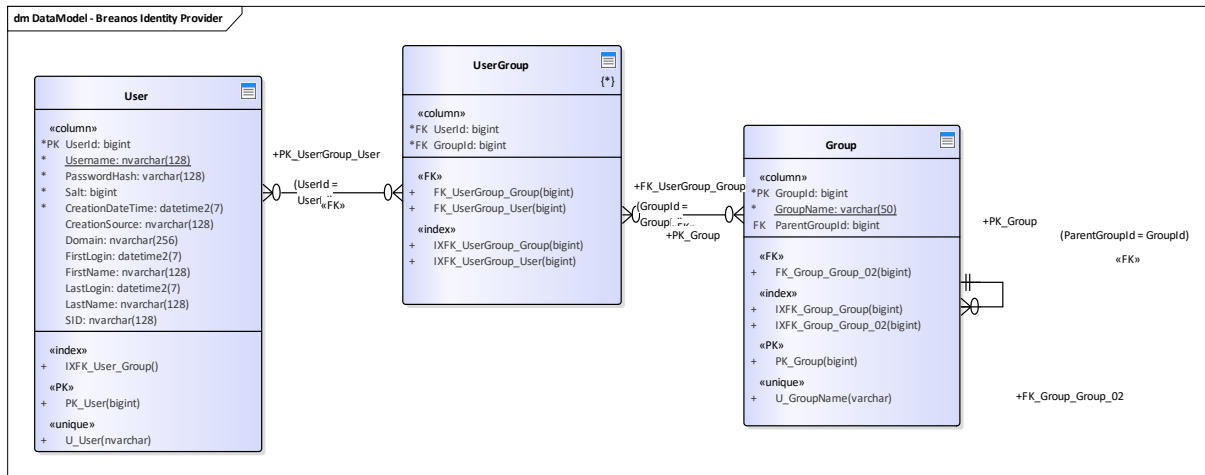 dm DataModel - Breanos Identity Provider
User
«column»
*PK UserId: bigint
* Username: nvarchar(128)
* PasswordHash: varchar(128)
* Salt: bigint
* CreationDateTime: datetime2(7)
CreationSource: nvarchar(128)
Domain: nvarchar(256)
FirstLogin: datetime2(7)
FirstName: nvarchar(128)
LastLogin: datetime2(7)
LastName: nvarchar(128)
SID: nvarchar(128)
«index»
+ IXFK_User_Group()
«PK»
+ PK_User(bigint)
«unique»
+ U_User(nvarchar)
(UserId =
«FK»
UserGroup
{*}
«column»
*FK UserId: bigint
*FK GroupId: bigint
«FK»
+ FK_UserGroup_Group(bigint)
+ FK_UserGroup_User(bigint)
«index»
+ IXFK_UserGroup_Group(bigint)
+ IXFK_UserGroup_User(bigint)
+FK_UserGroup_Group
(GroupId =
+PK_Group
Group
«column»
*PK GroupId: bigint
* GroupName: varchar(50)
FK ParentGroupId: bigint
«FK»
+ FK_Group_Group_02(bigint)
«index»
+ IXFK_Group_Group(bigint)
+ IXFK_Group_Group_02(bigint)
«PK»
+ PK_Group(bigint)
«unique»
+ U_GroupName(varchar)
+PK_Group
(ParentGroupId = GroupId)
«FK»
+FK_Group_Group_02